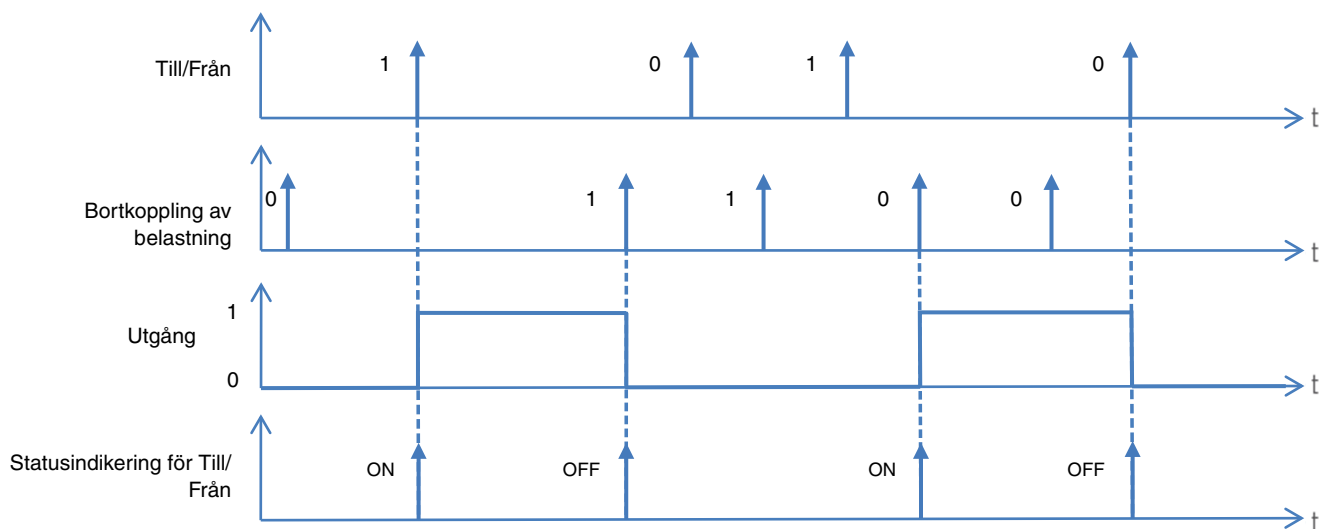 Till/Från
1
0
1
0
t
Bortkoppling av
belastning
0
1
1
0
0
t
Utgång
1
0
t
Statusindikering för Till/
Från
ON
OFF
ON
OFF
t